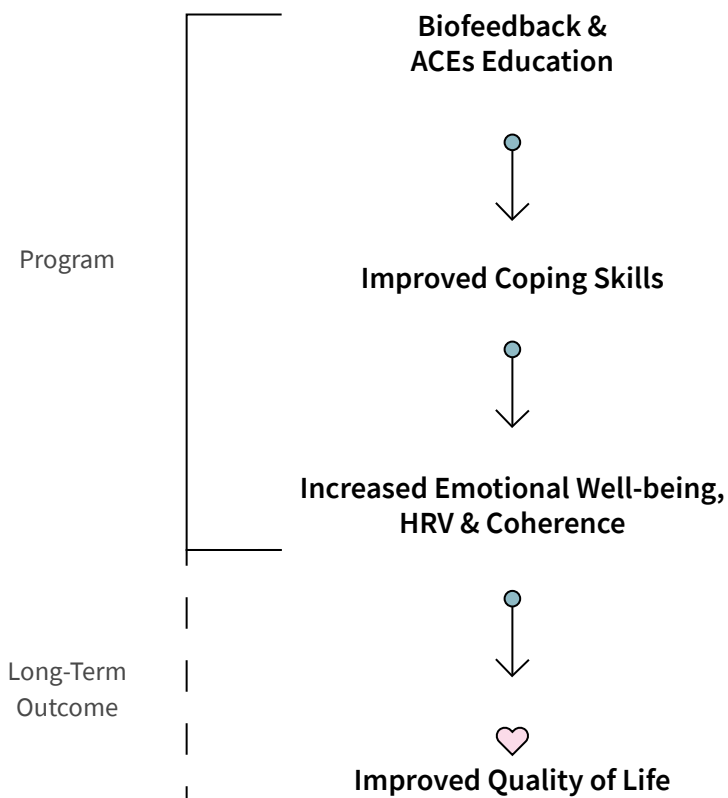 Biofeedback &
ACEs Education
Program
Improved Coping Skills
Increased Emotional Well-being,
HRV & Coherence
Long-Term
Outcome
Improved Quality of Life